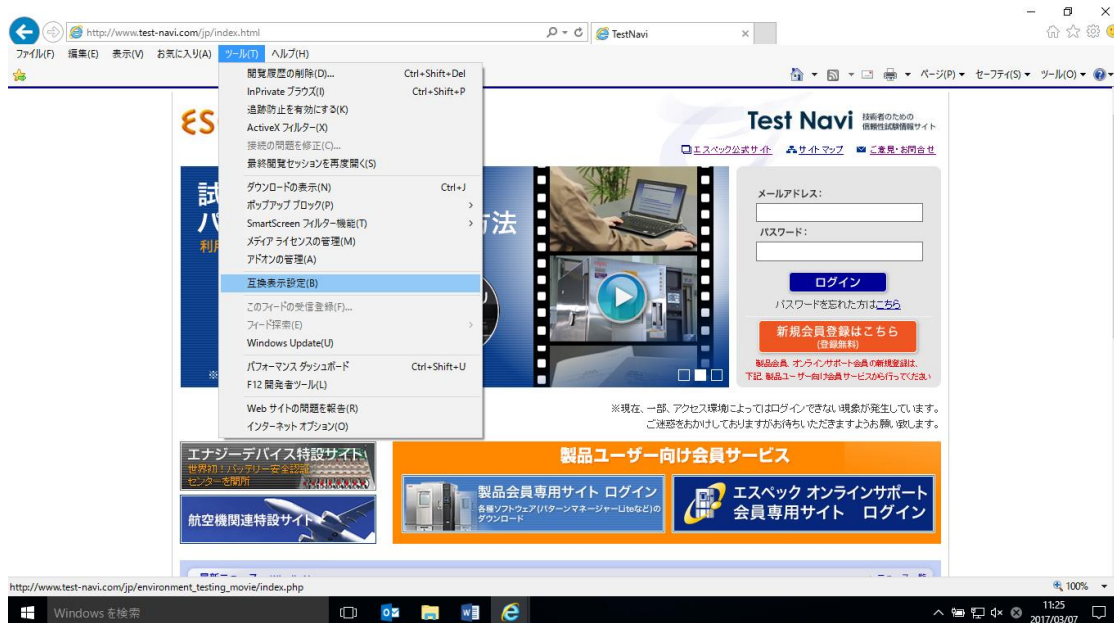 http://www.test-navi.com/jp/index.html
TestNavi
ファイル(F) 編集(E) 表示(V) お気に入り(A) ツール(T) ヘルプ(H)
ページ(P) セーフティ(S) ツール(O)
閲覧履歴の削除(D)... Ctrl+Shift+Del
InPrivate ブラウズ(I) Ctrl+Shift+P
追跡防止を有効にする(K)
ActiveX フィルター(X)
接続の問題を修正(C)...
最終閲覧セッションを再度開く(S)
ダウンロードの表示(N) Ctrl+J
ポップアップ ブロック(P)
SmartScreen フィルター機能(T)
メディア ライセンスの管理(M)
アドオンの管理(A)
互換表示設定(B)
このフィードの受信登録(F)...
フィード探索(E)
Windows Update(U)
パフォーマンス ダッシュボード Ctrl+Shift+U
F12 開発者ツール(L)
Web サイトの問題を報告(R)
インターネット オプション(O)
ES
Test Navi 技術者のための
信頼性試験情報サイト
エスペック公式サイト サイトマップ ご意見・お問合せ
試
パ
利用
法
メールアドレス:
パスワード:
ログイン
パスワードを忘れた方はこちら
新規会員登録はこちら
(登録無料)
製品会員、オンラインサポート会員の新規登録は、
下記 製品ユーザー向け会員サービスから行ってください
※現在、一部、アクセス環境によってはログインできない現象が発生しています。
ご迷惑をおかけしておりますがお待ちいただきますようお願い致します。
エナジーデバイス特設サイト
世界初！バッテリー安全認証
センターを開所
航空機関連特設サイト
製品ユーザー向け会員サービス
製品会員専用サイト ログイン
各種ソフトウェア(パターンマネージャーLiteなど)の
ダウンロード
エスペック オンラインサポート
会員専用サイト ログイン
http://www.test-navi.com/jp/environment_testing_movie/index.php
100%
Windows を検索
11:25
2017/03/07